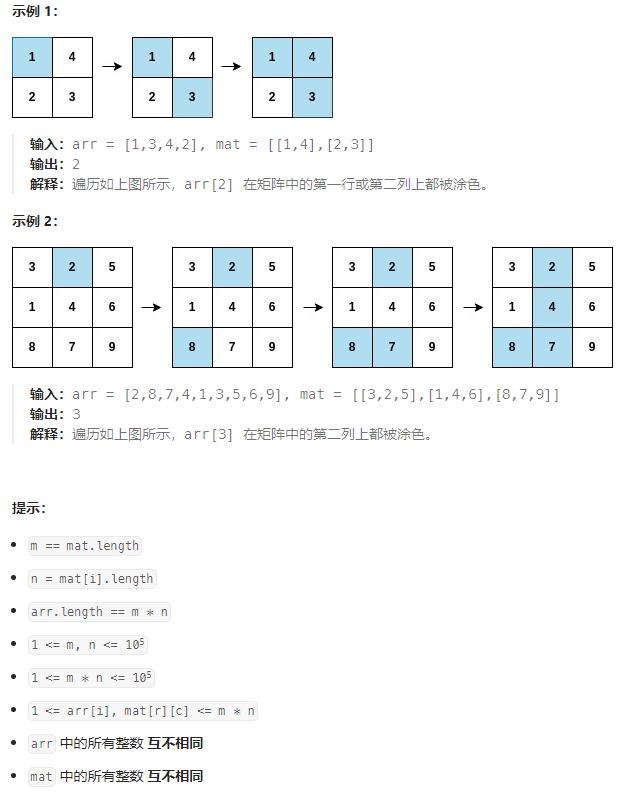 示例 1：
1 4 1 4 1 4
2 3 2 3 2 3
输入：arr = [1,3,4,2], mat = [[1,4],[2,3]]
输出：2
解释：遍历如上图所示，arr[2] 在矩阵中的第一行或第二列上都被涂色。
示例 2：
3 2 5 3 2 5 3 2 5 3 2 5
1 4 6 1 4 6 1 4 6 1 4 6
8 7 9 8 7 9 8 7 9 8 7 9
输入：arr = [2,8,7,4,1,3,5,6,9], mat = [[3,2,5],[1,4,6],[8,7,9]]
输出：3
解释：遍历如上图所示，arr[3] 在矩阵中的第二列上都被涂色。
提示：
m == mat.length
n = mat[i].length
arr.length == m * n
1 <= m, n <= 10⁵
1 <= m * n <= 10⁵
1 <= arr[i], mat[r][c] <= m * n
arr 中的所有整数 互不相同
mat 中的所有整数 互不相同